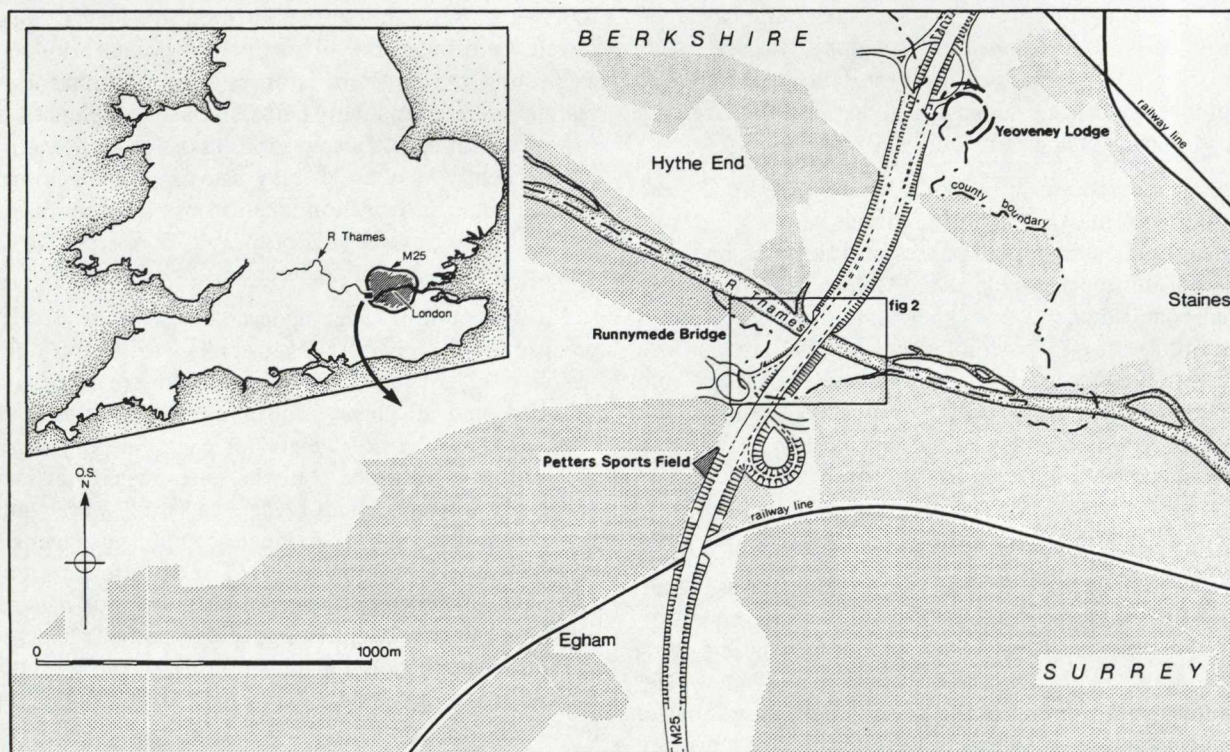 BERKSHIRE
railway line
Yeoveney Lodge
Hythe End
county boundary
R Thames
M25
London
Staines
R Thames
fig 2
Runnymede Bridge
Petters Sports Field
O.S.
N
railway line
0 1000m
Egham
SURREY
M25